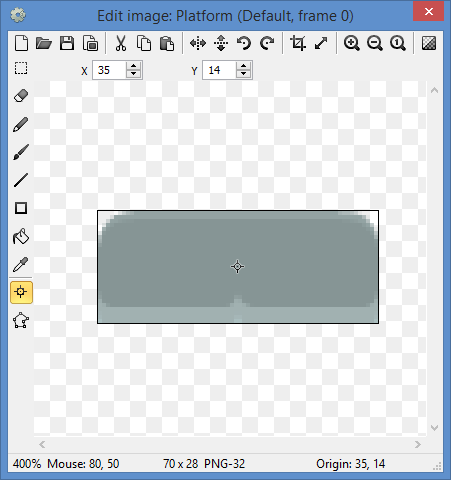 Edit image: Platform (Default, frame 0)
X 35 Y 14
400% Mouse: 80, 50 70 x 28 PNG-32 Origin: 35, 14